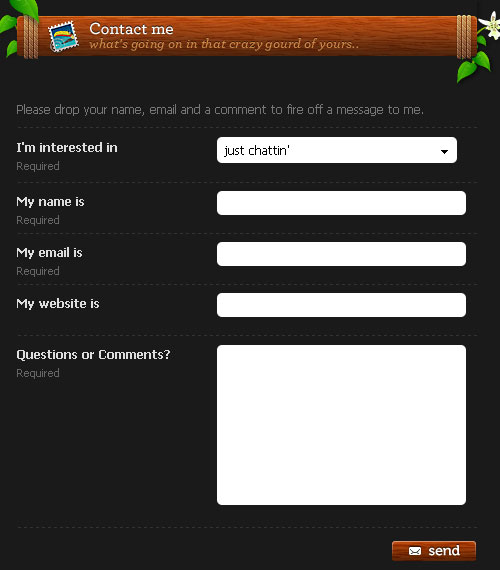 Contact me
what's going on in that crazy gourd of yours..
Please drop your name, email and a comment to fire off a message to me.
I'm interested in
just chattin'
Required
My name is
Required
My email is
Required
My website is
Questions or Comments?
Required
send